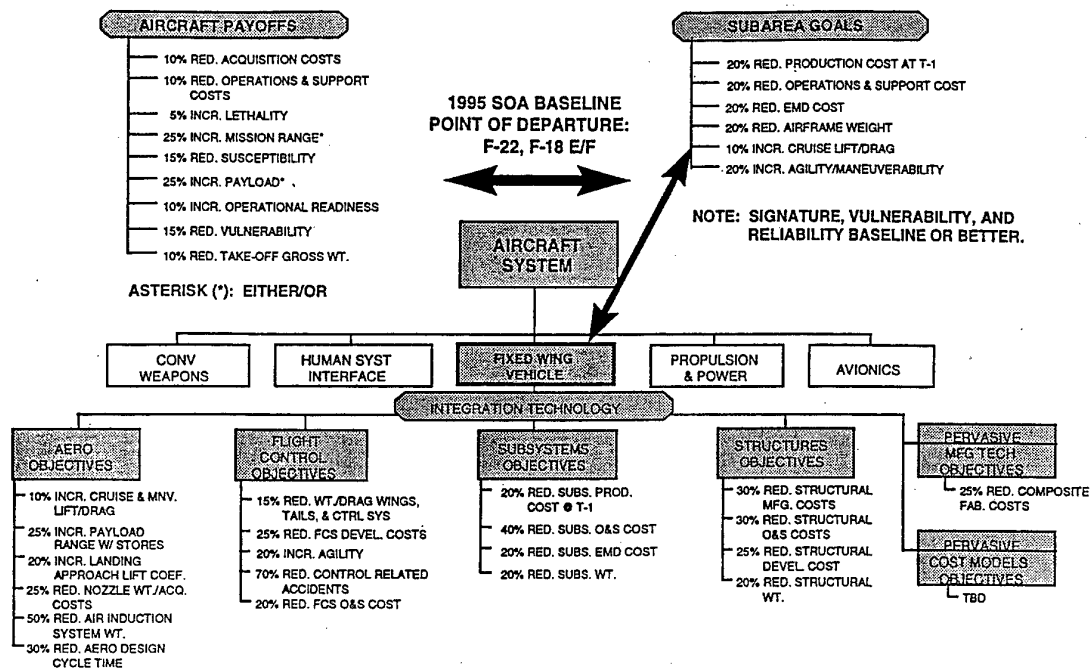 AIRCRAFT PAYOFFS
10% RED. ACQUISITION COSTS
10% RED. OPERATIONS & SUPPORT
COSTS
5% INCR. LETHALITY
25% INCR. MISSION RANGE*
15% RED. SUSCEPTIBILITY
25% INCR. PAYLOAD*
10% INCR. OPERATIONAL READINESS
15% RED. VULNERABILITY
10% RED. TAKE-OFF GROSS WT.
ASTERISK (*): EITHER/OR
1995 SOA BASELINE
POINT OF DEPARTURE:
F-22, F-18 E/F
SUBAREA GOALS
20% RED. PRODUCTION COST AT T-1
20% RED. OPERATIONS & SUPPORT COST
20% RED. EMD COST
20% RED. AIRFRAME WEIGHT
10% INCR. CRUISE LIFT/DRAG
20% INCR. AGILITY/MANEUVERABILITY
NOTE: SIGNATURE, VULNERABILITY, AND
RELIABILITY BASELINE OR BETTER.
AIRCRAFT
SYSTEM
CONV
WEAPONS
HUMAN SYST
INTERFACE
FIXED WING
VEHICLE
PROPULSION
& POWER
AVIONICS
INTEGRATION TECHNOLOGY
AERO
OBJECTIVES
10% INCR. CRUISE & MNV.
LIFT/DRAG
25% INCR. PAYLOAD
RANGE W/ STORES
20% INCR. LANDING
APPROACH LIFT COEF.
25% RED. NOZZLE WT./ACQ.
COSTS
50% RED. AIR INDUCTION
SYSTEM WT.
30% RED. AERO DESIGN
CYCLE TIME
FLIGHT
CONTROL
OBJECTIVES
15% RED. WT./DRAG WINGS,
TAILS, & CTRL SYS
25% RED. FCS DEVEL. COSTS
20% INCR. AGILITY
70% RED. CONTROL RELATED
ACCIDENTS
20% RED. FCS O&S COST
SUBSYSTEMS
OBJECTIVES
20% RED. SUBS. PROD.
COST @ T-1
40% RED. SUBS. O&S COST
20% RED. SUBS. EMD COST
20% RED. SUBS. WT.
STRUCTURES
OBJECTIVES
30% RED. STRUCTURAL
MFG. COSTS
30% RED. STRUCTURAL
O&S COSTS
25% RED. STRUCTURAL
DEVEL. COST
20% RED. STRUCTURAL
WT.
PERVASIVE
MFG TECH
OBJECTIVES
25% RED. COMPOSITE
FAB. COSTS
PERVASIVE
COST MODELS
OBJECTIVES
TBD